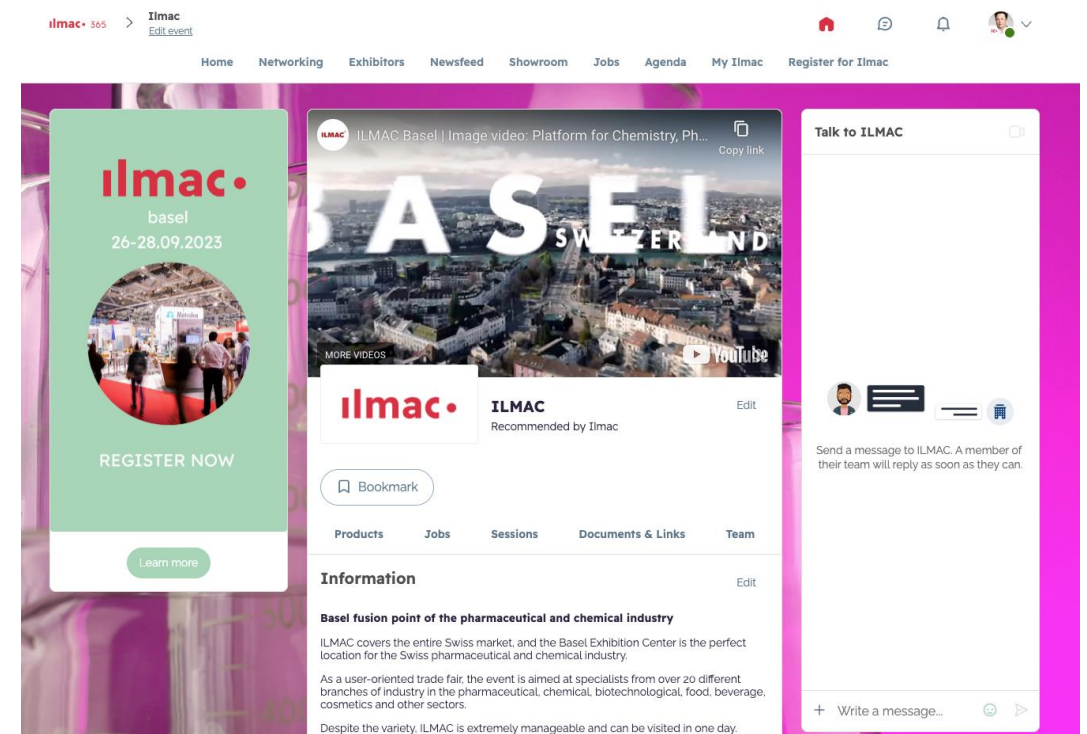 ılmac• 365
Ilmac
Edit event
Home Networking Exhibitors Newsfeed Showroom Jobs Agenda My Ilmac Register for Ilmac
ılmac•
basel
26-28.09.2023
REGISTER NOW
Learn more
ILMAC
ILMAC Basel | Image video: Platform for Chemistry, Ph...
Copy link
BASEL
SWITZERLAND
MORE VIDEOS
YouTube
ılmac•
ILMAC
Recommended by Ilmac
Edit
Bookmark
Products Jobs Sessions Documents & Links Team
Information
Edit
Basel fusion point of the pharmaceutical and chemical industry
ILMAC covers the entire Swiss market, and the Basel Exhibition Center is the perfect
location for the Swiss pharmaceutical and chemical industry.
As a user-oriented trade fair, the event is aimed at specialists from over 20 different
branches of industry in the pharmaceutical, chemical, biotechnological, food, beverage,
cosmetics and other sectors.
Despite the variety, ILMAC is extremely manageable and can be visited in one day.
Talk to ILMAC
Send a message to ILMAC. A member of
their team will reply as soon as they can.
Write a message...